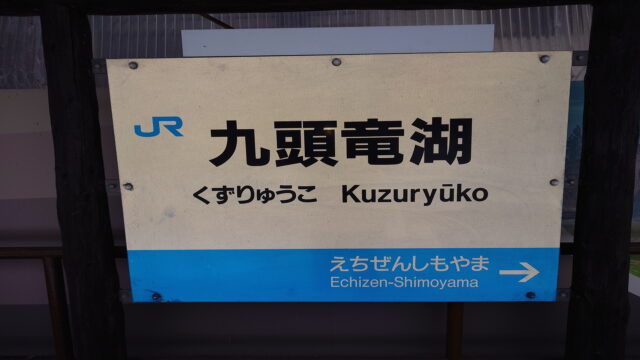 JR 九頭竜湖
くずりゅうこ Kuzuryūko
えちぜんしもやま
Echizen-Shimoyama